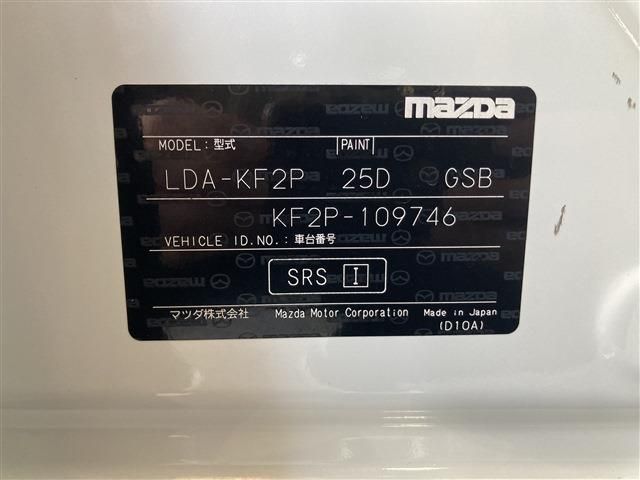 mazda
MODEL: 型式 PAINT
LDA-KF2P 25D GSB
KF2P-109746
VEHICLE ID.NO.: 車台番号
SRS I
マツダ株式会社 Mazda Motor Corporation Made in Japan
(D10A)